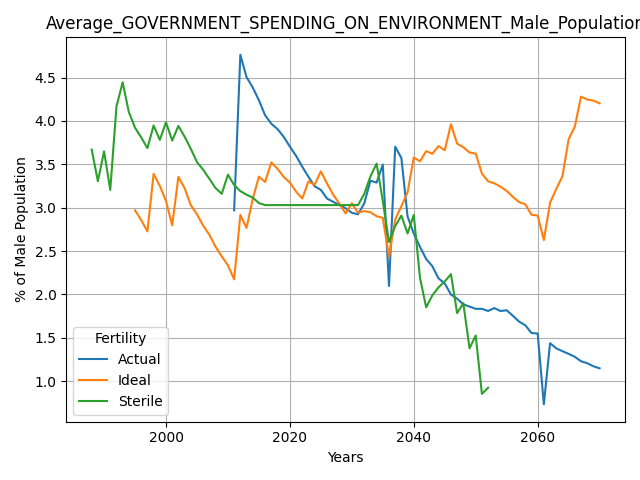 Average_GOVERNMENT_SPENDING_ON_ENVIRONMENT_Male_Population
% of Male Population
4.5
4.0
3.5
3.0
2.5
2.0
1.5
1.0
Fertility
Actual
Ideal
Sterile
2000
2020
2040
2060
Years